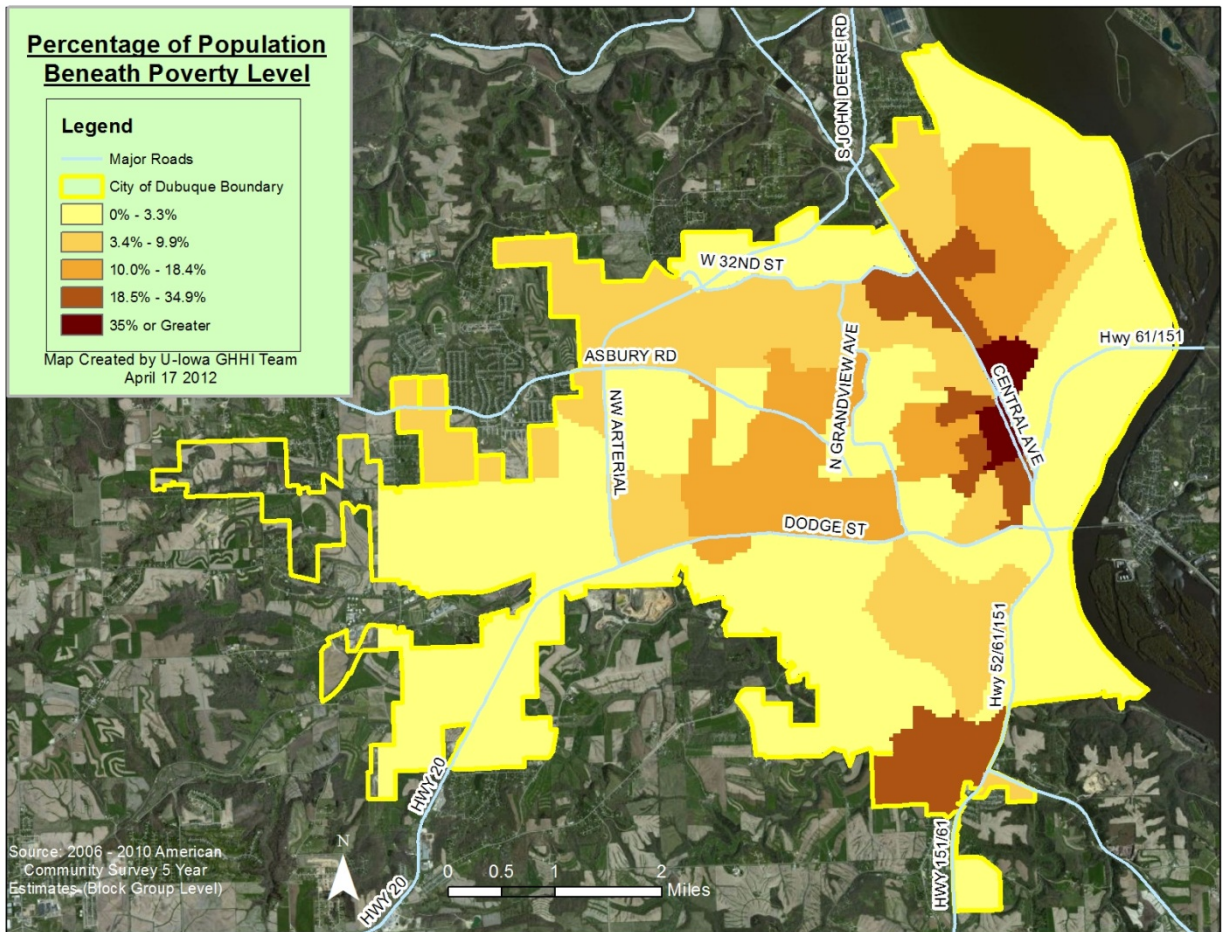 Percentage of Population
Beneath Poverty Level
Legend
Major Roads
City of Dubuque Boundary
0% - 3.3%
3.4% - 9.9%
10.0% - 18.4%
18.5% - 34.9%
35% or Greater
Map Created by U-Iowa GHHI Team
April 17 2012
S JOHN DEERE RD
W 32ND ST
Hwy 61/151
ASBURY RD
N GRANDVIEW AVE
CENTRAL AVE
NW ARTERIAL
DODGE ST
Hwy 52/61/151
HWY 20
HWY 151/61
HWY 20
Source: 2006 - 2010 American
Community Survey 5 Year
Estimates (Block Group Level)
N
0 0.5 1 2
Miles